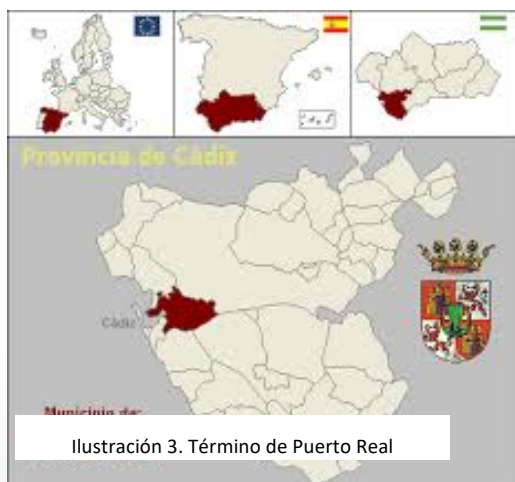 Provincia de Cádiz
Cádiz
Municipio de:
Ilustración 3. Término de Puerto Real